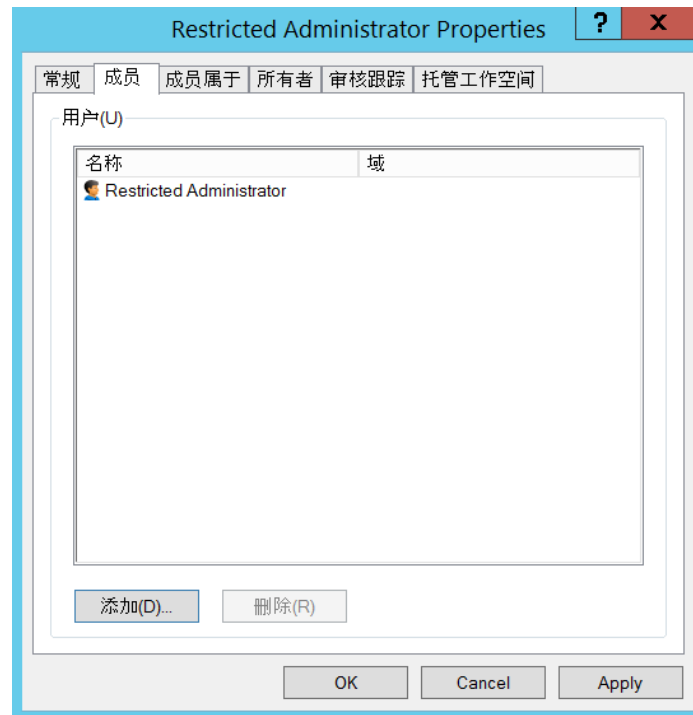 Restricted Administrator Properties ? X
常规 成员 成员属于 所有者 审核跟踪 托管工作空间
用户(U)
名称 域
Restricted Administrator
添加(D)... 删除(R)
OK Cancel Apply